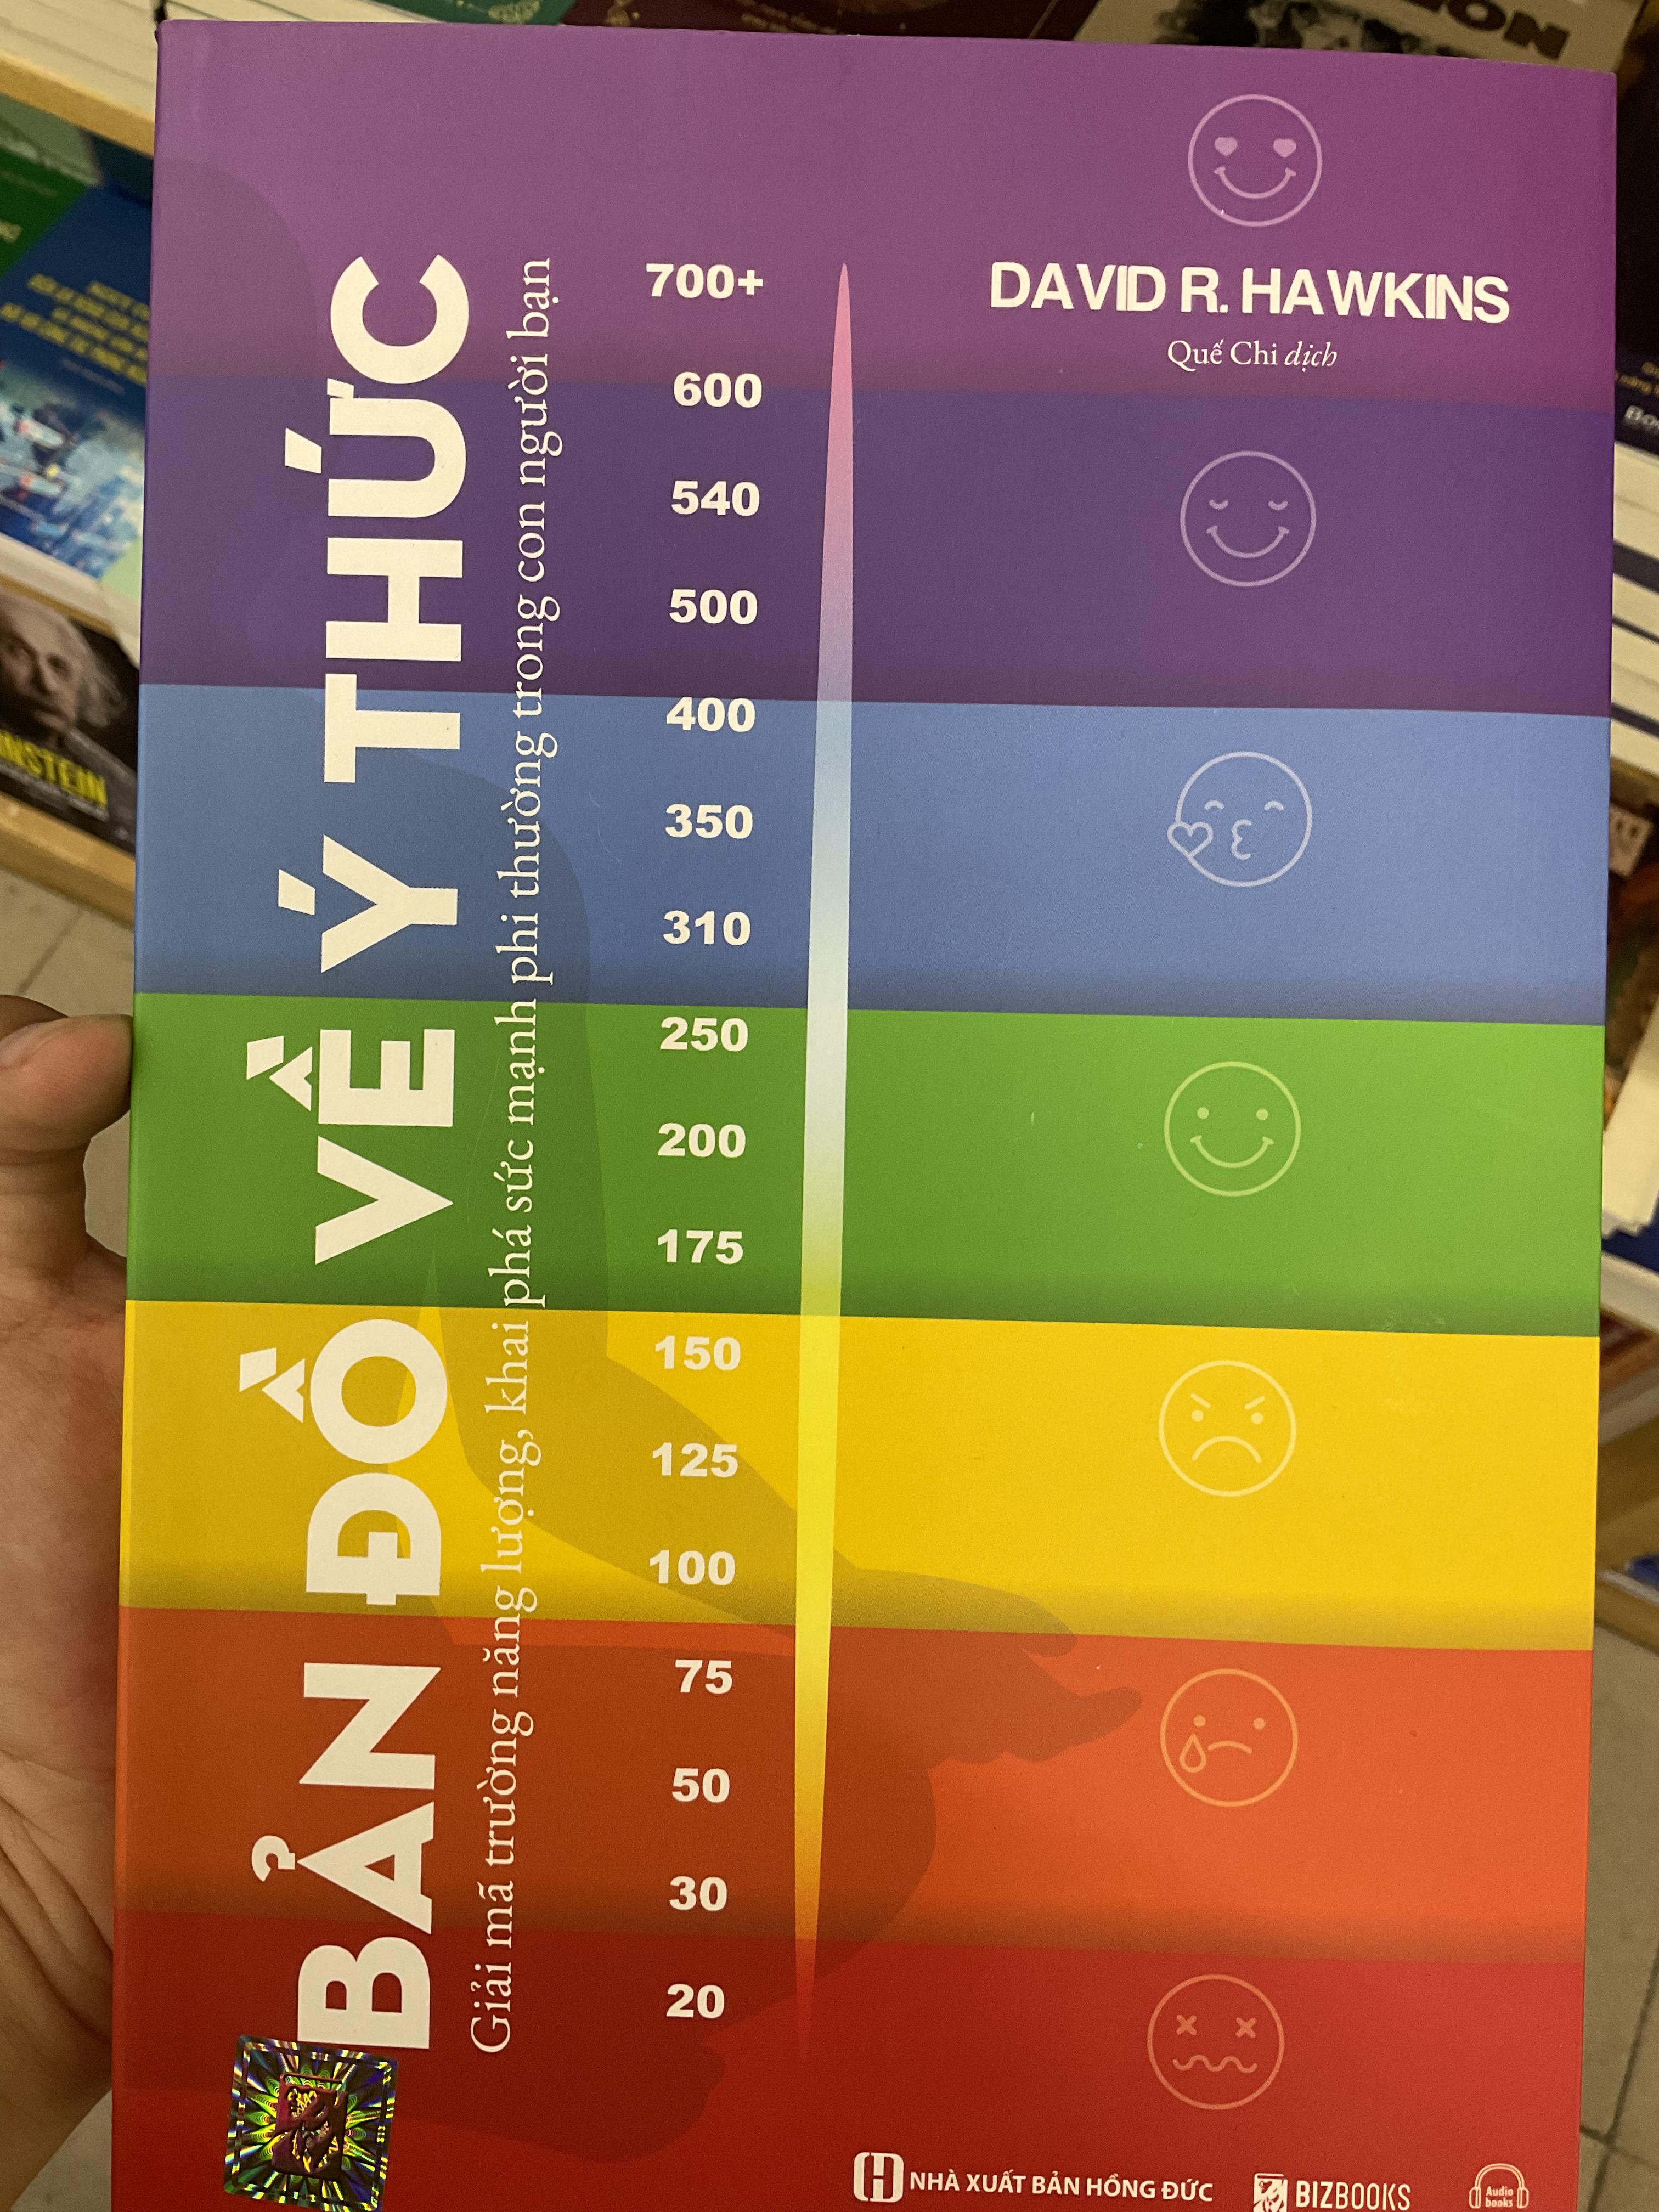 DAVID R. HAWKINS
Quế Chi dịch
BẢN ĐỒ VỀ Ý THỨC
Giải mã trường năng lượng, khai phá sức mạnh phi thường trong con người bạn
700+
600
540
500
400
350
310
250
200
175
150
125
100
75
50
30
20
NHÀ XUẤT BẢN HỒNG ĐỨC
BIZBOOKS
Audio
books
INSTEIN